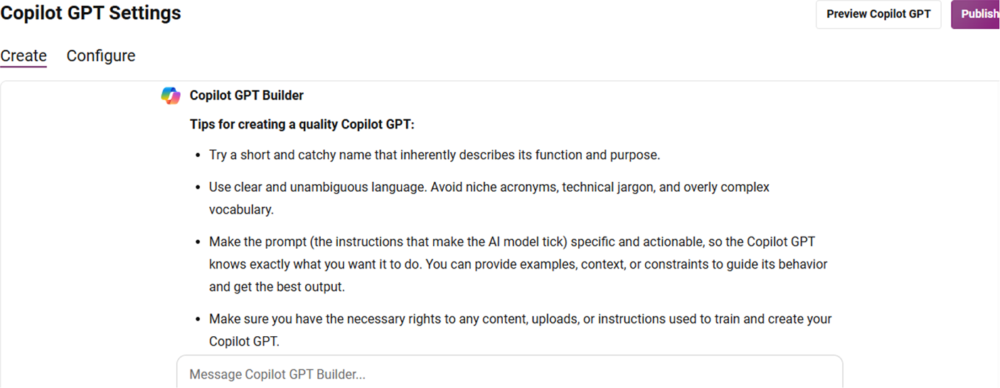 Copilot GPT Settings
Preview Copilot GPT
Publish
Create
Configure
Copilot GPT Builder
Tips for creating a quality Copilot GPT:
• Try a short and catchy name that inherently describes its function and purpose.
• Use clear and unambiguous language. Avoid niche acronyms, technical jargon, and overly complex
vocabulary.
• Make the prompt (the instructions that make the AI model tick) specific and actionable, so the Copilot GPT
knows exactly what you want it to do. You can provide examples, context, or constraints to guide its behavior
and get the best output.
• Make sure you have the necessary rights to any content, uploads, or instructions used to train and create your
Copilot GPT.
Message Copilot GPT Builder...